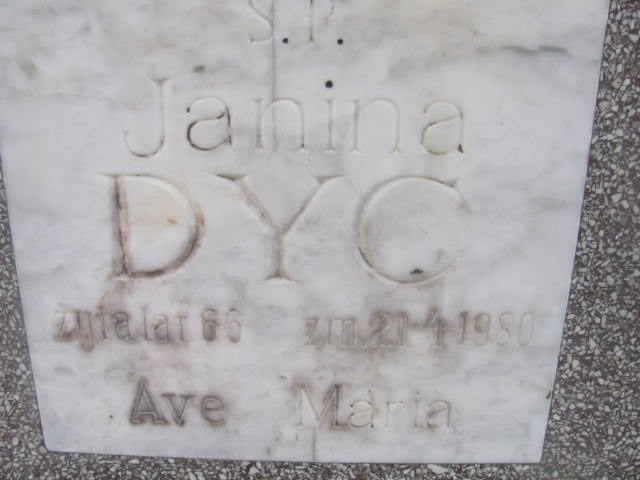 Ś.P.
Janina
DYC
żyła lat 66 zm. 21-4-1980
Ave Maria